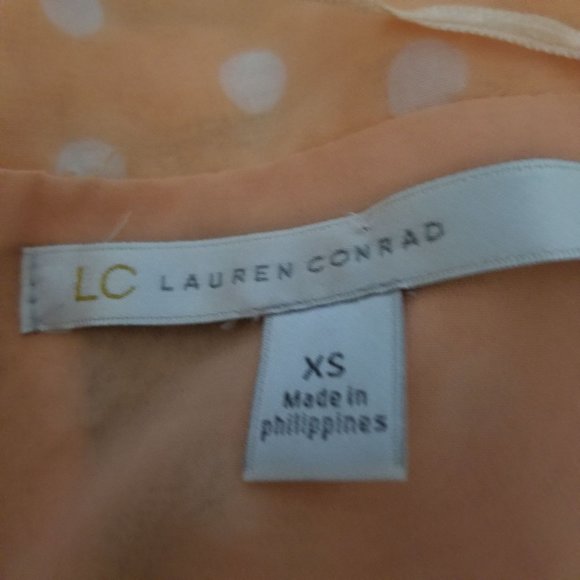 LC LAUREN CONRAD
XS
Made in
philippines